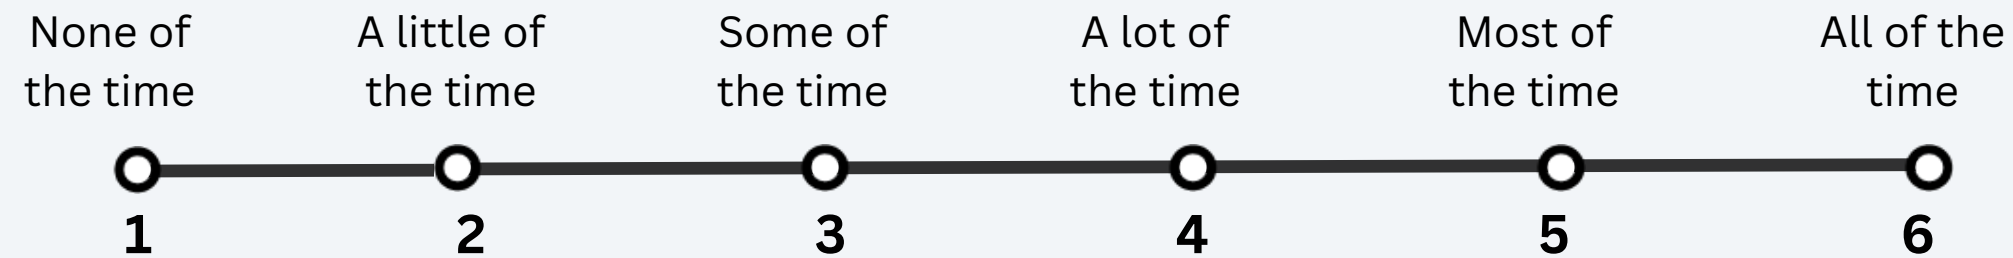 None of
the time
A little of
the time
Some of
the time
A lot of
the time
Most of
the time
All of the
time
1
2
3
4
5
6